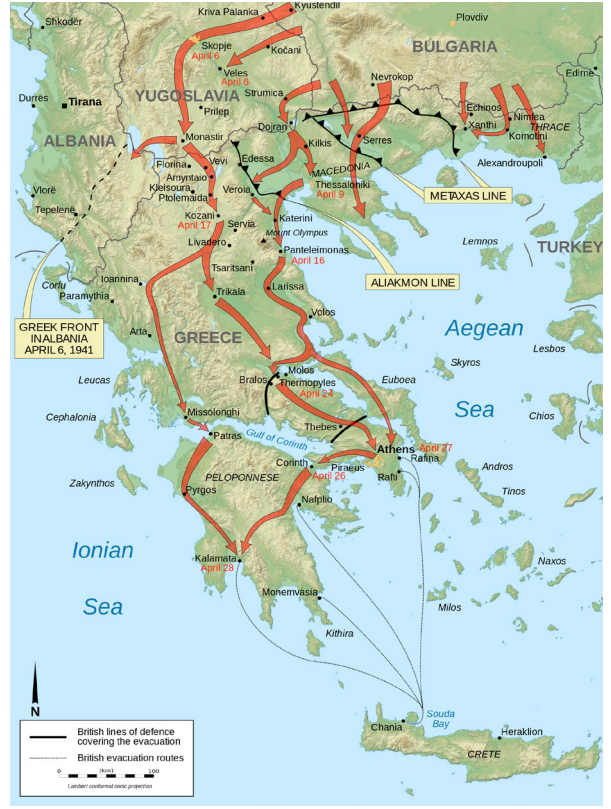 Kyustendil
Kriva Palanka
Shkodër
Plovdiv
Skopje
April 6
Kočani
BULGARIA
Veles
April 6
Nevrokop
Edirne
YUGOSLAVIA
Strumica
Durrës
Tirana
Prilep
Echinos
Nimfea
Dojran
Xanthi
THRACE
Komotini
ALBANIA
Monastir
Kilkis
Serres
Florina
Vevi
Edessa
Alexandroupoli
Amyntaio
MACEDONIA
Kleisoura
Ptolemaida
Veroia
Thessaloniki
April 9
METAXAS LINE
Vlorë
Tepelenë
Kozani
April 17
Katerini
Servia
Mount Olympus
Livadero
Panteleimonas
April 16
Lemnos
TURKEY
Tsaritsani
Corfu
Ioannina
Paramythia
Larissa
ALIAKMON LINE
Trikala
Volos
GREEK FRONT
INALBANIA
APRIL 6, 1941
Arta
GREECE
Aegean
Sea
Lesbos
Skyros
Molos
Bralos
Thermopyles
April 24
Leucas
Euboea
Cephalonia
Missolonghi
Thebes
Chios
Patras
Gulf of Corinth
Athens
April 27
Rafina
Corinth
April 26
Piraeus
Rafti
Zakynthos
PELOPONNESE
Andros
Pyrgos
Nafplio
Tinos
Ionian
Sea
Kalamata
April 28
Naxos
Monemvasia
Milos
Kithira
N
Souda
Bay
Chania
Heraklion
CRETE
British lines of defence
covering the evacuation
British evacuation routes
0 (km) 100
Lambert conformal conic projection